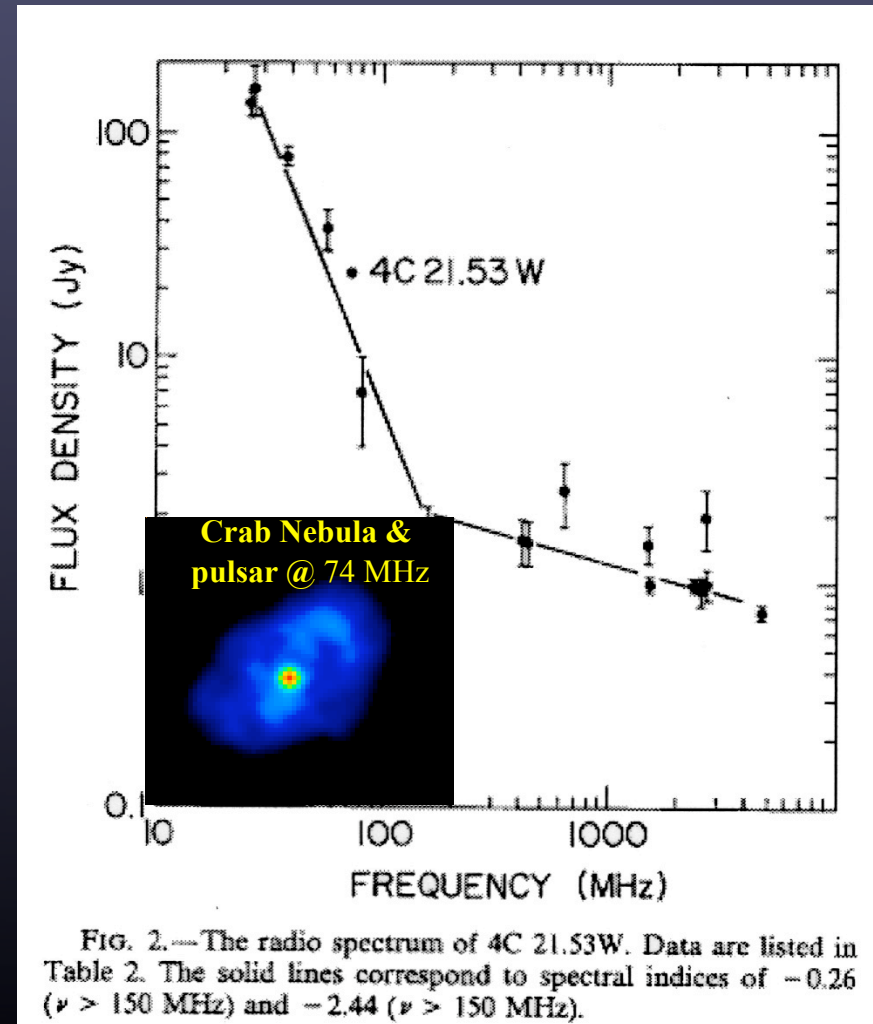 100
4C 21.53W
10
FLUX DENSITY (Jy)
Crab Nebula &
pulsar @ 74 MHz
0.1
10
100
1000
FREQUENCY (MHz)
FIG. 2.—The radio spectrum of 4C 21.53W. Data are listed in
Table 2. The solid lines correspond to spectral indices of −0.26
(ν > 150 MHz) and −2.44 (ν > 150 MHz).